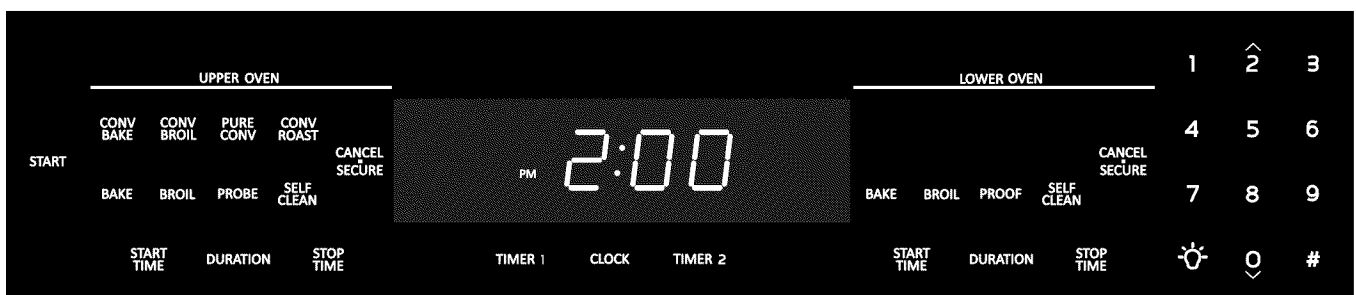 UPPER OVEN
CONV BAKE
CONV BROIL
PURE CONV
CONV ROAST
START
CANCEL
SECURE
BAKE
BROIL
PROBE
SELF CLEAN
START TIME
DURATION
STOP TIME
PM 2:00
TIMER 1
CLOCK
TIMER 2
LOWER OVEN
CANCEL
SECURE
BAKE
BROIL
PROOF
SELF CLEAN
START TIME
DURATION
STOP TIME
1 2 3
4 5 6
7 8 9
0 #